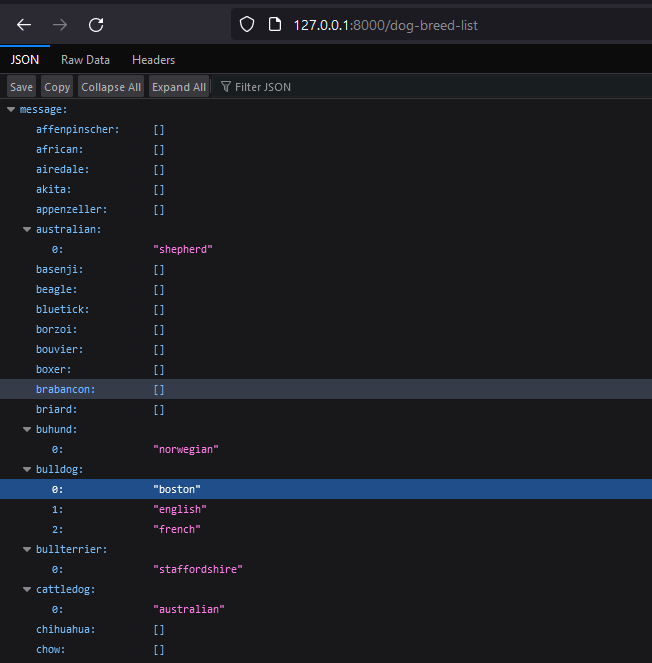 127.0.0.1:8000/dog-breed-list
JSON Raw Data Headers
Save Copy Collapse All Expand All Filter JSON
message:
affenpinscher: []
african: []
airedale: []
akita: []
appenzeller: []
australian:
0: "shepherd"
basenji: []
beagle: []
bluetick: []
borzoi: []
bouvier: []
boxer: []
brabancon: []
briard: []
buhund:
0: "norwegian"
bulldog:
0: "boston"
1: "english"
2: "french"
bullterrier:
0: "staffordshire"
cattledog:
0: "australian"
chihuahua: []
chow: []